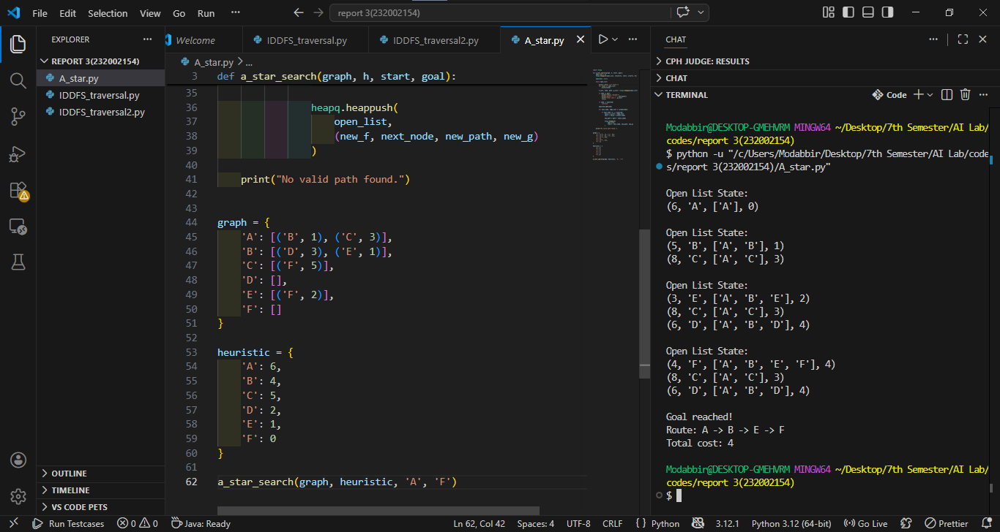 File Edit Selection View Go Run ···
report 3(232002154)
EXPLORER ···
REPORT 3(232002154)
A_star.py
IDDFS_traversal.py
IDDFS_traversal2.py
OUTLINE
TIMELINE
VS CODE PETS
Welcome IDDFS_traversal.py IDDFS_traversal2.py A_star.py
A_star.py > ...
3 def a_star_search(graph, h, start, goal):
35
36 heapq.heappush(
37 open_list,
38 (new_f, next_node, new_path, new_g)
39 )
40
41 print("No valid path found.")
42
43
44 graph = {
45 'A': [('B', 1), ('C', 3)],
46 'B': [('D', 3), ('E', 1)],
47 'C': [('F', 5)],
48 'D': [],
49 'E': [('F', 2)],
50 'F': []
51 }
52
53 heuristic = {
54 'A': 6,
55 'B': 4,
56 'C': 5,
57 'D': 2,
58 'E': 1,
59 'F': 0
60 }
61
62 a_star_search(graph, heuristic, 'A', 'F')
CHAT
CPH JUDGE: RESULTS
CHAT
TERMINAL Code
Modabbir@DESKTOP-GMEHVRM MINGW64 ~/Desktop/7th Semester/AI Lab/
codes/report 3(232002154)
$ python -u "/c/Users/Modabbir/Desktop/7th Semester/AI Lab/code
s/report 3(232002154)/A_star.py"
Open List State:
(6, 'A', ['A'], 0)
Open List State:
(5, 'B', ['A', 'B'], 1)
(8, 'C', ['A', 'C'], 3)
Open List State:
(3, 'E', ['A', 'B', 'E'], 2)
(8, 'C', ['A', 'C'], 3)
(6, 'D', ['A', 'B', 'D'], 4)
Open List State:
(4, 'F', ['A', 'B', 'E', 'F'], 4)
(8, 'C', ['A', 'C'], 3)
(6, 'D', ['A', 'B', 'D'], 4)
Goal reached!
Route: A -> B -> E -> F
Total cost: 4
Modabbir@DESKTOP-GMEHVRM MINGW64 ~/Desktop/7th Semester/AI Lab/
codes/report 3(232002154)
$
Run Testcases 0 0 Java: Ready Ln 62, Col 42 Spaces: 4 UTF-8 CRLF { } Python 3.12.1 Python 3.12 (64-bit) Go Live Prettier